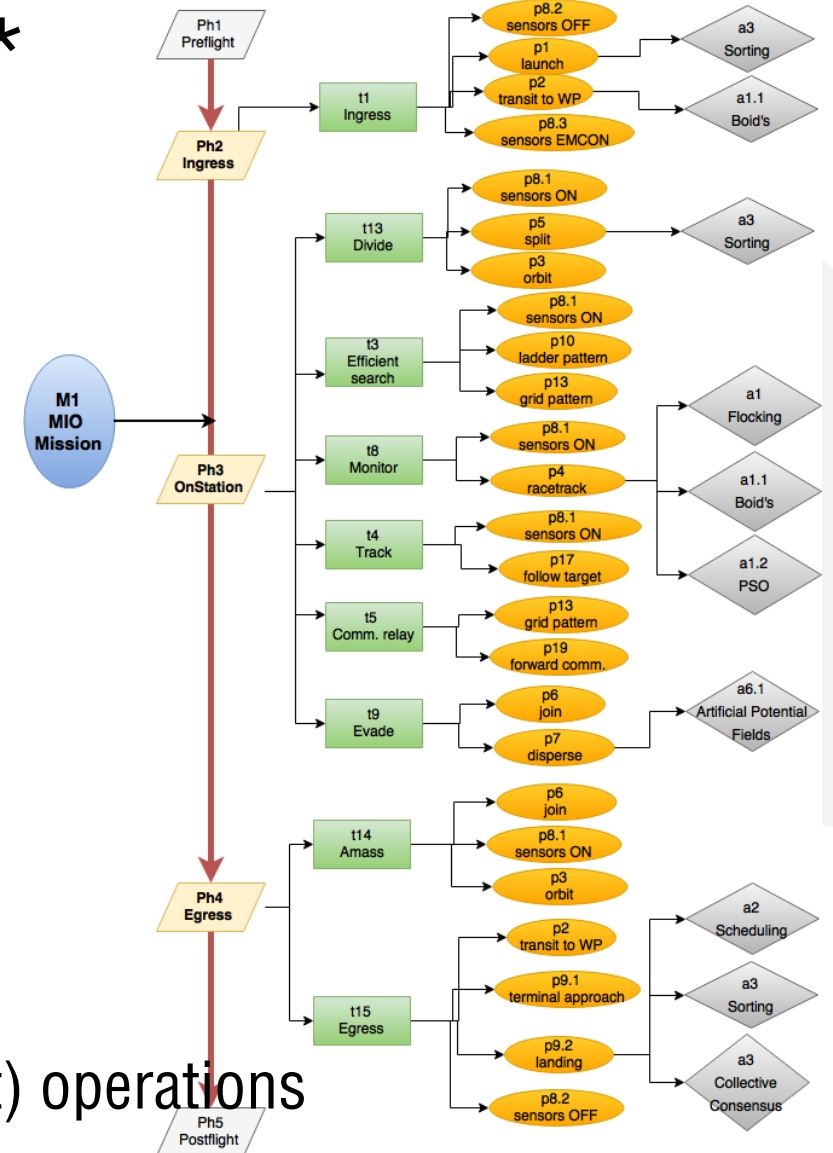 *
Ph1
Preflight
Ph2
Ingress
t1
Ingress
p8.2
sensors OFF
p1
launch
p2
transit to WP
p8.3
sensors EMCON
a3
Sorting
a1.1
Boid's
M1
MIO
Mission
Ph3
OnStation
t13
Divide
p8.1
sensors ON
p5
split
p3
orbit
a3
Sorting
t3
Efficient
search
p8.1
sensors ON
p10
ladder pattern
p13
grid pattern
t8
Monitor
p8.1
sensors ON
p4
racetrack
a1
Flocking
a1.1
Boid's
a1.2
PSO
t4
Track
p8.1
sensors ON
p17
follow target
t5
Comm. relay
p13
grid pattern
p19
forward comm.
t9
Evade
p6
join
p7
disperse
a6.1
Artificial Potential
Fields
Ph4
Egress
t14
Amass
p6
join
p8.1
sensors ON
p3
orbit
t15
Egress
p2
transit to WP
p9.1
terminal approach
p9.2
landing
p8.2
sensors OFF
a2
Scheduling
a3
Sorting
a3
Collective
Consensus
) operations
Ph5
Postflight